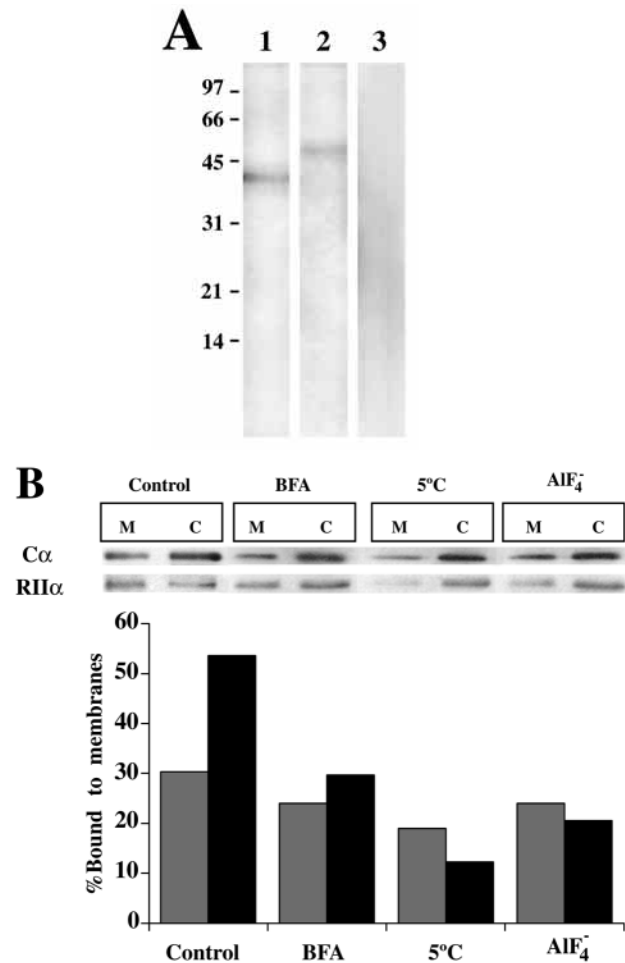 A 1 2 3
97
66
45
31
21
14
B Control BFA 5ºC AlF₄⁻
M C M C M C M C
Cα
RIIα
60
50
40
30
20
10
0
%Bound to membranes
Control BFA 5ºC AlF₄⁻